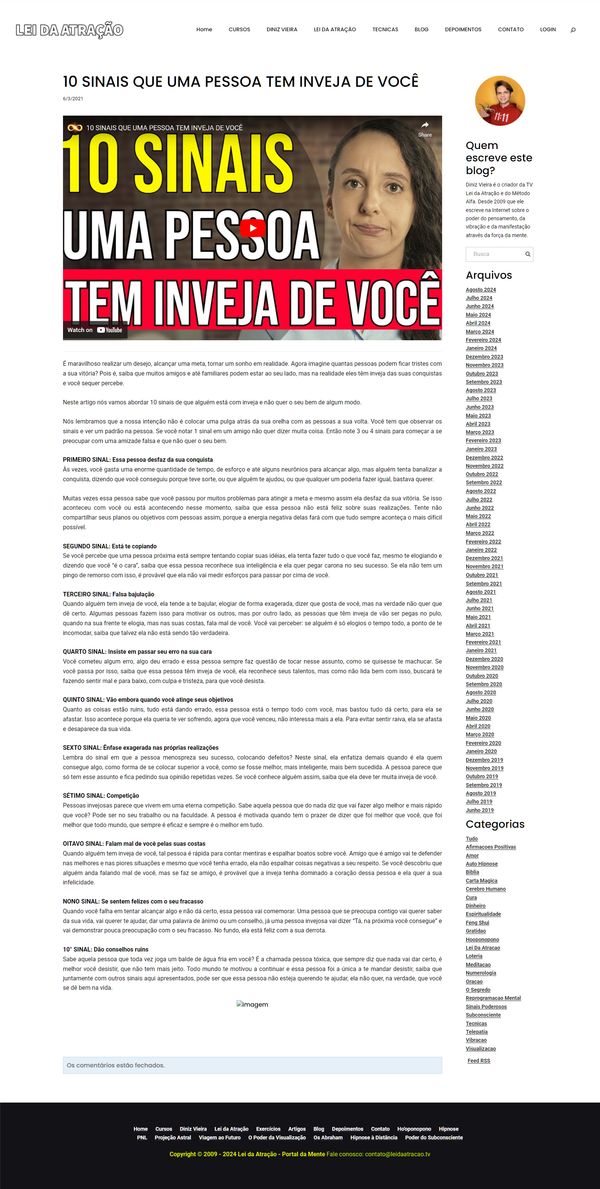 LEI DA ATRAÇÃO
Home CURSOS DINIZ VIEIRA LEI DA ATRAÇÃO TECNICAS BLOG DEPOIMENTOS CONTATO LOGIN
10 SINAIS QUE UMA PESSOA TEM INVEJA DE VOCÊ
6/3/2021
10 SINAIS QUE UMA PESSOA TEM INVEJA DE VOCÊ
Share
10 SINAIS
UMA PESSOA
TEM INVEJA DE VOCÊ
Watch on YouTube
É maravilhoso realizar um desejo, alcançar uma meta, tornar um sonho em realidade. Agora imagine quantas pessoas podem ficar tristes com
a sua vitória? Pois é, saiba que muitos amigos e até familiares podem estar ao seu lado, mas na realidade eles têm inveja das suas conquistas
e você sequer percebe.
Neste artigo nós vamos abordar 10 sinais de que alguém está com inveja e não quer o seu bem de algum modo.
Nós lembramos que a nossa intenção não é colocar uma pulga atrás da sua orelha com as pessoas a sua volta. Você tem que observar os
sinais e ver um padrão na pessoa. Se você notar 1 sinal em um amigo não quer dizer muita coisa. Então note 3 ou 4 sinais para começar a se
preocupar com uma amizade falsa e que não quer o seu bem.
PRIMEIRO SINAL: Essa pessoa desfaz da sua conquista
Às vezes, você gasta uma enorme quantidade de tempo, de esforço e até alguns neurônios para alcançar algo, mas alguém tenta banalizar a
conquista, dizendo que você conseguiu porque teve sorte, ou que alguém te ajudou, ou que qualquer um poderia fazer igual, bastava querer.
Muitas vezes essa pessoa sabe que você passou por muitos problemas para atingir a meta e mesmo assim ela desfaz da sua vitória. Se isso
aconteceu com você ou está acontecendo nesse momento, saiba que essa pessoa não está feliz sobre suas realizações. Tente não
compartilhar seus planos ou objetivos com pessoas assim, porque a energia negativa delas fará com que tudo sempre aconteça o mais difícil
possível.
SEGUNDO SINAL: Está te copiando
Se você percebe que uma pessoa próxima está sempre tentando copiar suas idéias, ela tenta fazer tudo o que você faz, mesmo te elogiando e
dizendo que você "é o cara", saiba que essa pessoa reconhece sua inteligência e ela quer pegar carona no seu sucesso. Se ela não tem um
pingo de remorso com isso, é provável que ela não vai medir esforços para passar por cima de você.
TERCEIRO SINAL: Falsa bajulação
Quando alguém tem inveja de você, ela tende a te bajular, elogiar de forma exagerada, dizer que gosta de você, mas na verdade não quer que
dê certo. Algumas pessoas fazem isso para motivar os outros, mas por outro lado, as pessoas que têm inveja de vão ser pegas no pulo,
quando na sua frente te elogia, mas nas suas costas, fala mal de você. Você vai perceber: se alguém é só elogios o tempo todo, a ponto de te
incomodar, saiba que talvez ela não está sendo tão verdadeira.
QUARTO SINAL: Insiste em passar seu erro na sua cara
Você cometeu algum erro, algo deu errado e essa pessoa sempre faz questão de tocar nesse assunto, como se quisesse te machucar. Se
você passa por isso, saiba que essa pessoa têm inveja de você, ela reconhece seus talentos, mas como não lida bem com isso, buscará te
fazendo sentir mal e para baixo, com culpa e tristeza, para que você desista.
QUINTO SINAL: Vão embora quando você atinge seus objetivos
Quanto as coisas estão ruins, tudo está dando errado, essa pessoa está o tempo todo com você, mas bastou tudo dá certo, para ela se
afastar. Isso acontece porque ela queria te ver sofrendo, agora que você venceu, não interessa mais a ela. Para evitar sentir raiva, ela se afasta
e desaparece da sua vida.
SEXTO SINAL: Ênfase exagerada nas próprias realizações
Lembra do sinal em que a pessoa menospreza seu sucesso, colocando defeitos? Neste sinal, ela enfatiza demais quando é ela quem
consegue algo, como forma de se colocar superior a você, como se fosse melhor, mais inteligente, mais bem sucedida. A pessoa parece que
só tem esse assunto e fica pedindo sua opinião repetidas vezes. Se você conhece alguém assim, saiba que ela deve ter muita inveja de você.
SÉTIMO SINAL: Competição
Pessoas invejosas parece que vivem em uma eterna competição. Sabe aquela pessoa que do nada diz que vai fazer algo melhor e mais rápido
que você? Pode ser no seu trabalho ou na faculdade. A pessoa é motivada quando tem o prazer de dizer que foi melhor que você, que foi
melhor que todo mundo, que sempre é eficaz e sempre é o melhor em tudo.
OITAVO SINAL: Falam mal de você pelas suas costas
Quando alguém tem inveja de você, tal pessoa é rápida para contar mentiras e espalhar boatos sobre você. Amigo que é amigo vai te defender
nas melhores e nas piores situações e mesmo que você tenha errado, ela não espalhar coisas negativas a seu respeito. Se você descobriu que
alguém anda falando mal de você, mas se faz se amigo, é provável que a inveja tenha dominado a coração dessa pessoa e ela quer a sua
infelicidade.
NONO SINAL: Se sentem felizes com o seu fracasso
Quando você falha em tentar alcançar algo e não dá certo, essa pessoa vai comemorar. Uma pessoa que se preocupa contigo vai querer saber
da sua vida, vai querer te ajudar, dar uma palavra de ânimo ou um conselho, já uma pessoa invejosa vai dizer "Tá, na próxima você consegue" e
vai demonstrar pouca preocupação com o seu fracasso. No fundo, ela está feliz com a sua derrota.
10° SINAL: Dão conselhos ruins
Sabe aquela pessoa que toda vez joga um balde de água fria em você? É a chamada pessoa tóxica, que sempre diz que nada vai dar certo, é
melhor você desistir, que não tem mais jeito. Todo mundo te motivou a continuar e essa pessoa foi a única a te mandar desistir, saiba que
juntamente com outros sinais aqui apresentados, pode ser que essa pessoa não esteja querendo te ajudar, ela não quer, na verdade, que você
se dê bem na vida.
Imagem
Os comentários estão fechados.
11:11
Quem
escreve este
blog?
Diniz Vieira é o criador da TV
Lei da Atração e do Método
Alfa. Desde 2009 que ele
escreve na Internet sobre o
poder do pensamento, da
vibração e da manifestação
através da força da mente.
Busca
Arquivos
Agosto 2024
Julho 2024
Junho 2024
Maio 2024
Abril 2024
Março 2024
Fevereiro 2024
Janeiro 2024
Dezembro 2023
Novembro 2023
Outubro 2023
Setembro 2023
Agosto 2023
Julho 2023
Junho 2023
Maio 2023
Abril 2023
Março 2023
Fevereiro 2023
Janeiro 2023
Dezembro 2022
Novembro 2022
Outubro 2022
Setembro 2022
Agosto 2022
Julho 2022
Junho 2022
Maio 2022
Abril 2022
Março 2022
Fevereiro 2022
Janeiro 2022
Dezembro 2021
Novembro 2021
Outubro 2021
Setembro 2021
Agosto 2021
Julho 2021
Junho 2021
Maio 2021
Abril 2021
Março 2021
Fevereiro 2021
Janeiro 2021
Dezembro 2020
Novembro 2020
Outubro 2020
Setembro 2020
Agosto 2020
Julho 2020
Junho 2020
Maio 2020
Abril 2020
Março 2020
Fevereiro 2020
Janeiro 2020
Dezembro 2019
Novembro 2019
Outubro 2019
Setembro 2019
Agosto 2019
Julho 2019
Junho 2019
Categorias
Tudo
Afirmacoes Positivas
Amor
Auto Hipnose
Biblia
Carta Magica
Cerebro Humano
Cura
Dinheiro
Espiritualidade
Feng Shui
Gratidao
Hooponopono
Lei Da Atracao
Loteria
Meditacao
Numerologia
Oracao
O Segredo
Reprogramacao Mental
Sinais Poderosos
Subconsciente
Tecnicas
Telepatia
Vibracao
Visualizacao
Feed RSS
Home Cursos Diniz Vieira Lei da Atração Exercícios Artigos Blog Depoimentos Contato Ho'oponopono Hipnose
PNL Projeção Astral Viagem ao Futuro O Poder da Visualização Os Abraham Hipnose à Distância Poder do Subconsciente
Copyright © 2009 - 2024 Lei da Atração - Portal da Mente Fale conosco: contato@leidaatracao.tv